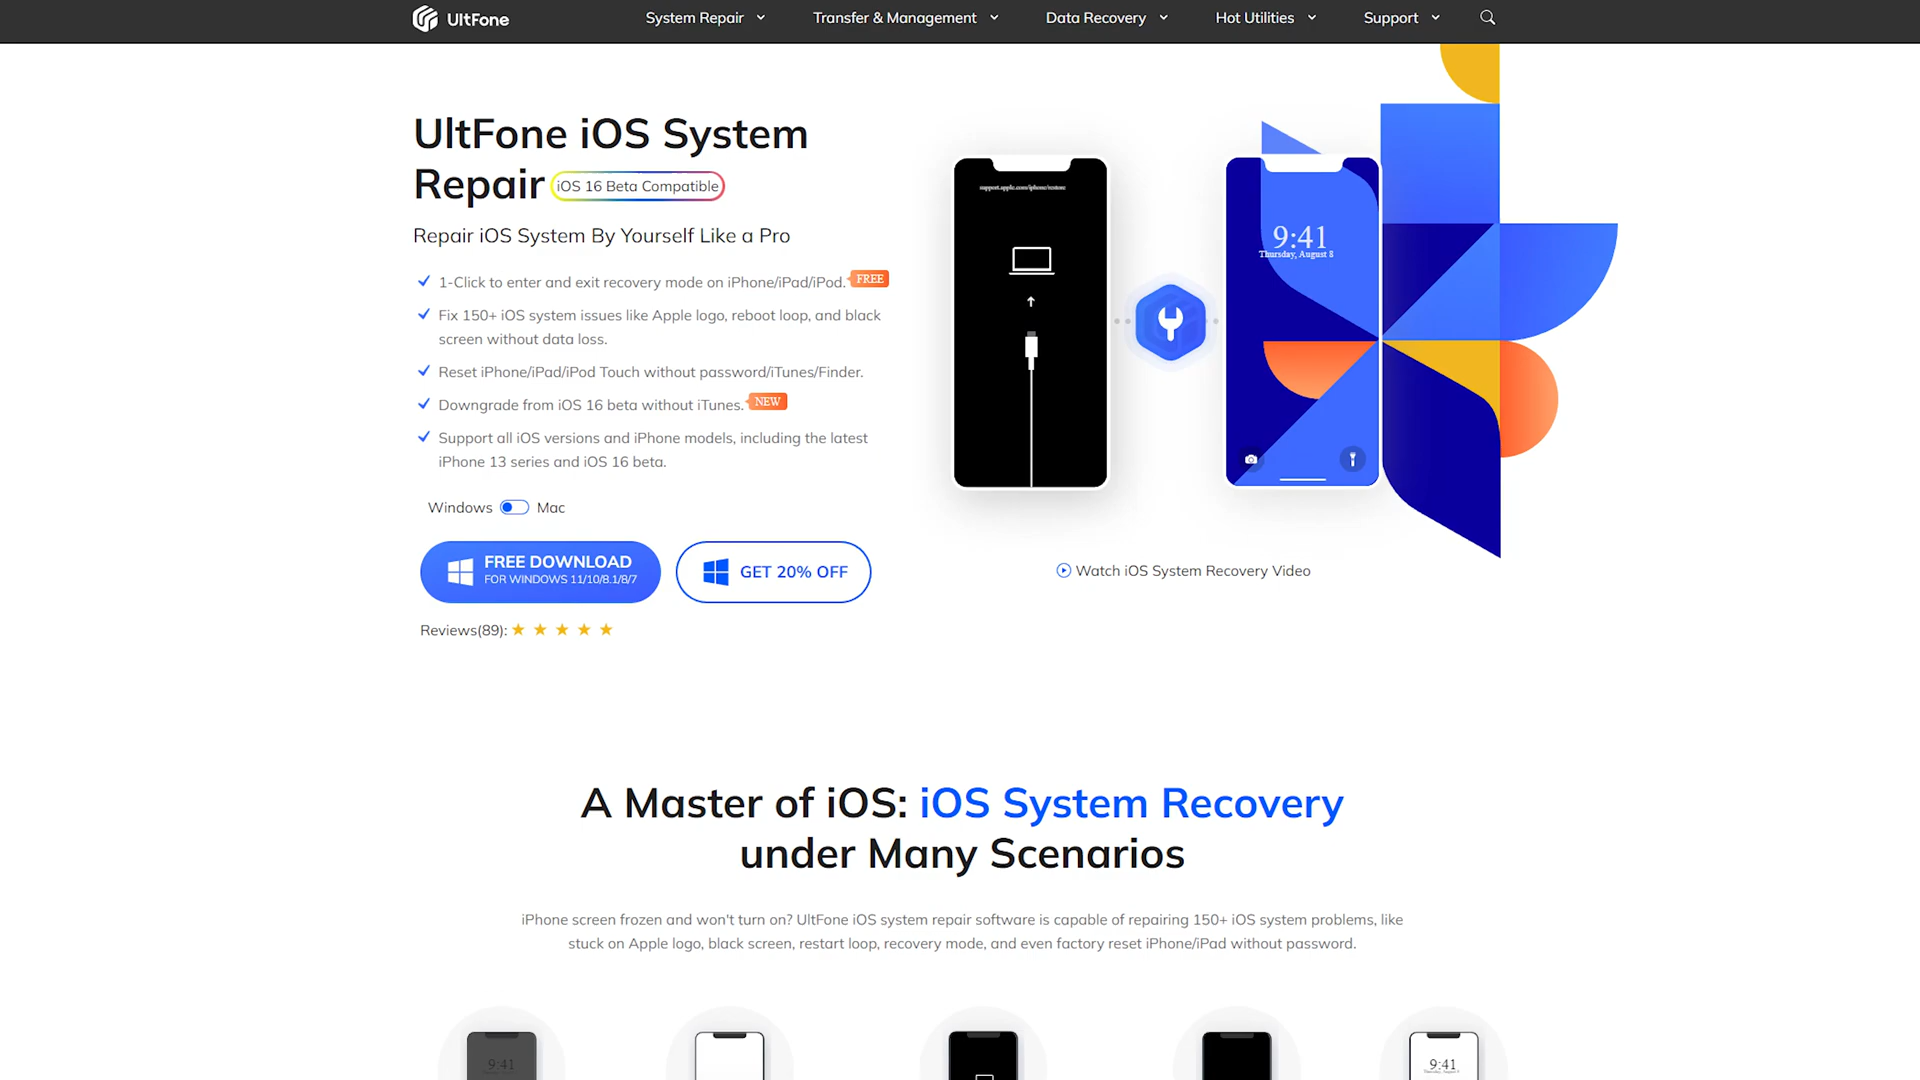 UltFone
System Repair
Transfer & Management
Data Recovery
Hot Utilities
Support
UltFone iOS System
Repair
iOS 16 Beta Compatible
Repair iOS System By Yourself Like a Pro
1-Click to enter and exit recovery mode on iPhone/iPad/iPod. FREE
Fix 150+ iOS system issues like Apple logo, reboot loop, and black
screen without data loss.
Reset iPhone/iPad/iPod Touch without password/iTunes/Finder.
Downgrade from iOS 16 beta without iTunes. NEW
Support all iOS versions and iPhone models, including the latest
iPhone 13 series and iOS 16 beta.
Windows Mac
FREE DOWNLOAD
FOR WINDOWS 11/10/8.1/8/7
GET 20% OFF
Reviews(89):
support.apple.com/iphone/restore
9:41
Thursday, August 8
Watch iOS System Recovery Video
A Master of iOS: iOS System Recovery
under Many Scenarios
iPhone screen frozen and won't turn on? UltFone iOS system repair software is capable of repairing 150+ iOS system problems, like
stuck on Apple logo, black screen, restart loop, recovery mode, and even factory reset iPhone/iPad without password.
9:41
9:41